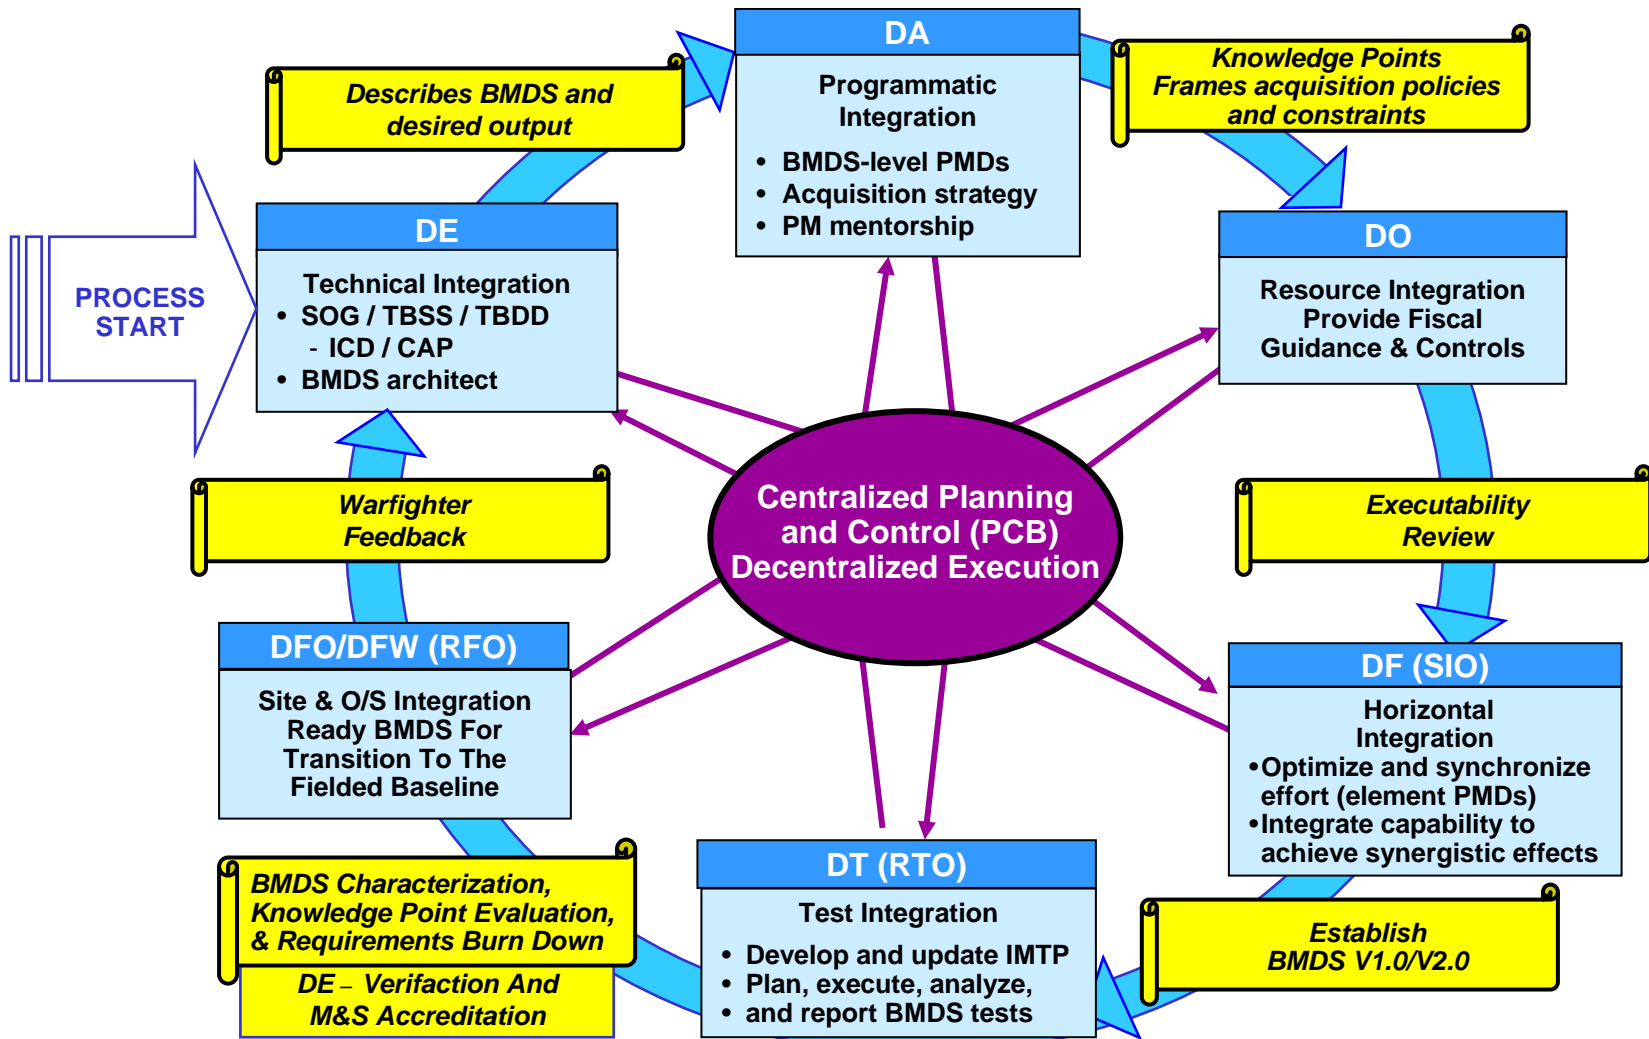 DA
Programmatic
Integration
• BMDS-level PMDs
• Acquisition strategy
• PM mentorship
Describes BMDS and
desired output
Knowledge Points
Frames acquisition policies
and constraints
PROCESS
START
DE
Technical Integration
• SOG / TBSS / TBDD
- ICD / CAP
• BMDS architect
DO
Resource Integration
Provide Fiscal
Guidance & Controls
Warfighter
Feedback
Centralized Planning
and Control (PCB)
Decentralized Execution
Executability
Review
DFO/DFW (RFO)
Site & O/S Integration
Ready BMDS For
Transition To The
Fielded Baseline
DF (SIO)
Horizontal
Integration
•Optimize and synchronize
effort (element PMDs)
•Integrate capability to
achieve synergistic effects
DT (RTO)
Test Integration
• Develop and update IMTP
• Plan, execute, analyze,
• and report BMDS tests
BMDS Characterization,
Knowledge Point Evaluation,
& Requirements Burn Down
DE – Verifaction And
M&S Accreditation
Establish
BMDS V1.0/V2.0